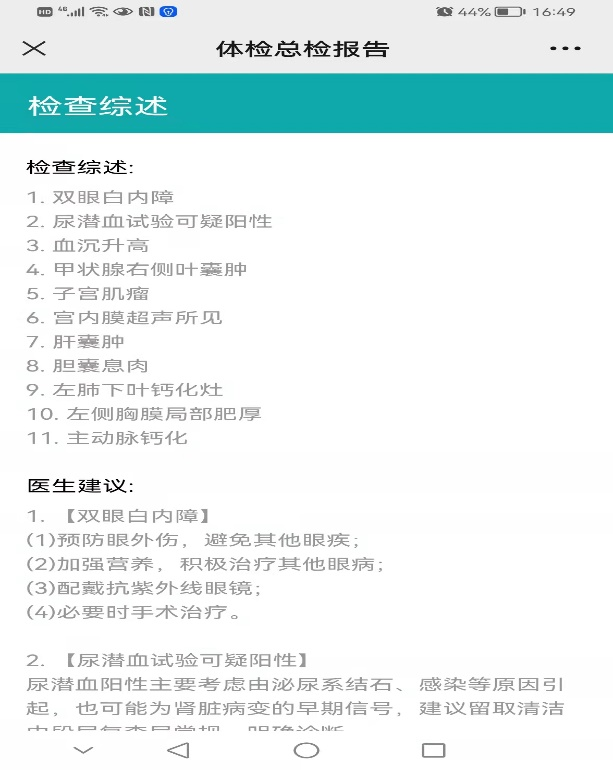 HD 4G 44% 16:49
体检总检报告
检查综述
检查综述:
1. 双眼白内障
2. 尿潜血试验可疑阳性
3. 血沉升高
4. 甲状腺右侧叶囊肿
5. 子宫肌瘤
6. 宫内膜超声所见
7. 肝囊肿
8. 胆囊息肉
9. 左肺下叶钙化灶
10. 左侧胸膜局部肥厚
11. 主动脉钙化
医生建议:
1. 【双眼白内障】
(1)预防眼外伤，避免其他眼疾;
(2)加强营养，积极治疗其他眼病;
(3)配戴抗紫外线眼镜;
(4)必要时手术治疗。
2. 【尿潜血试验可疑阳性】
尿潜血阳性主要考虑由泌尿系结石、感染等原因引
起，也可能为肾脏病变的早期信号，建议留取清洁